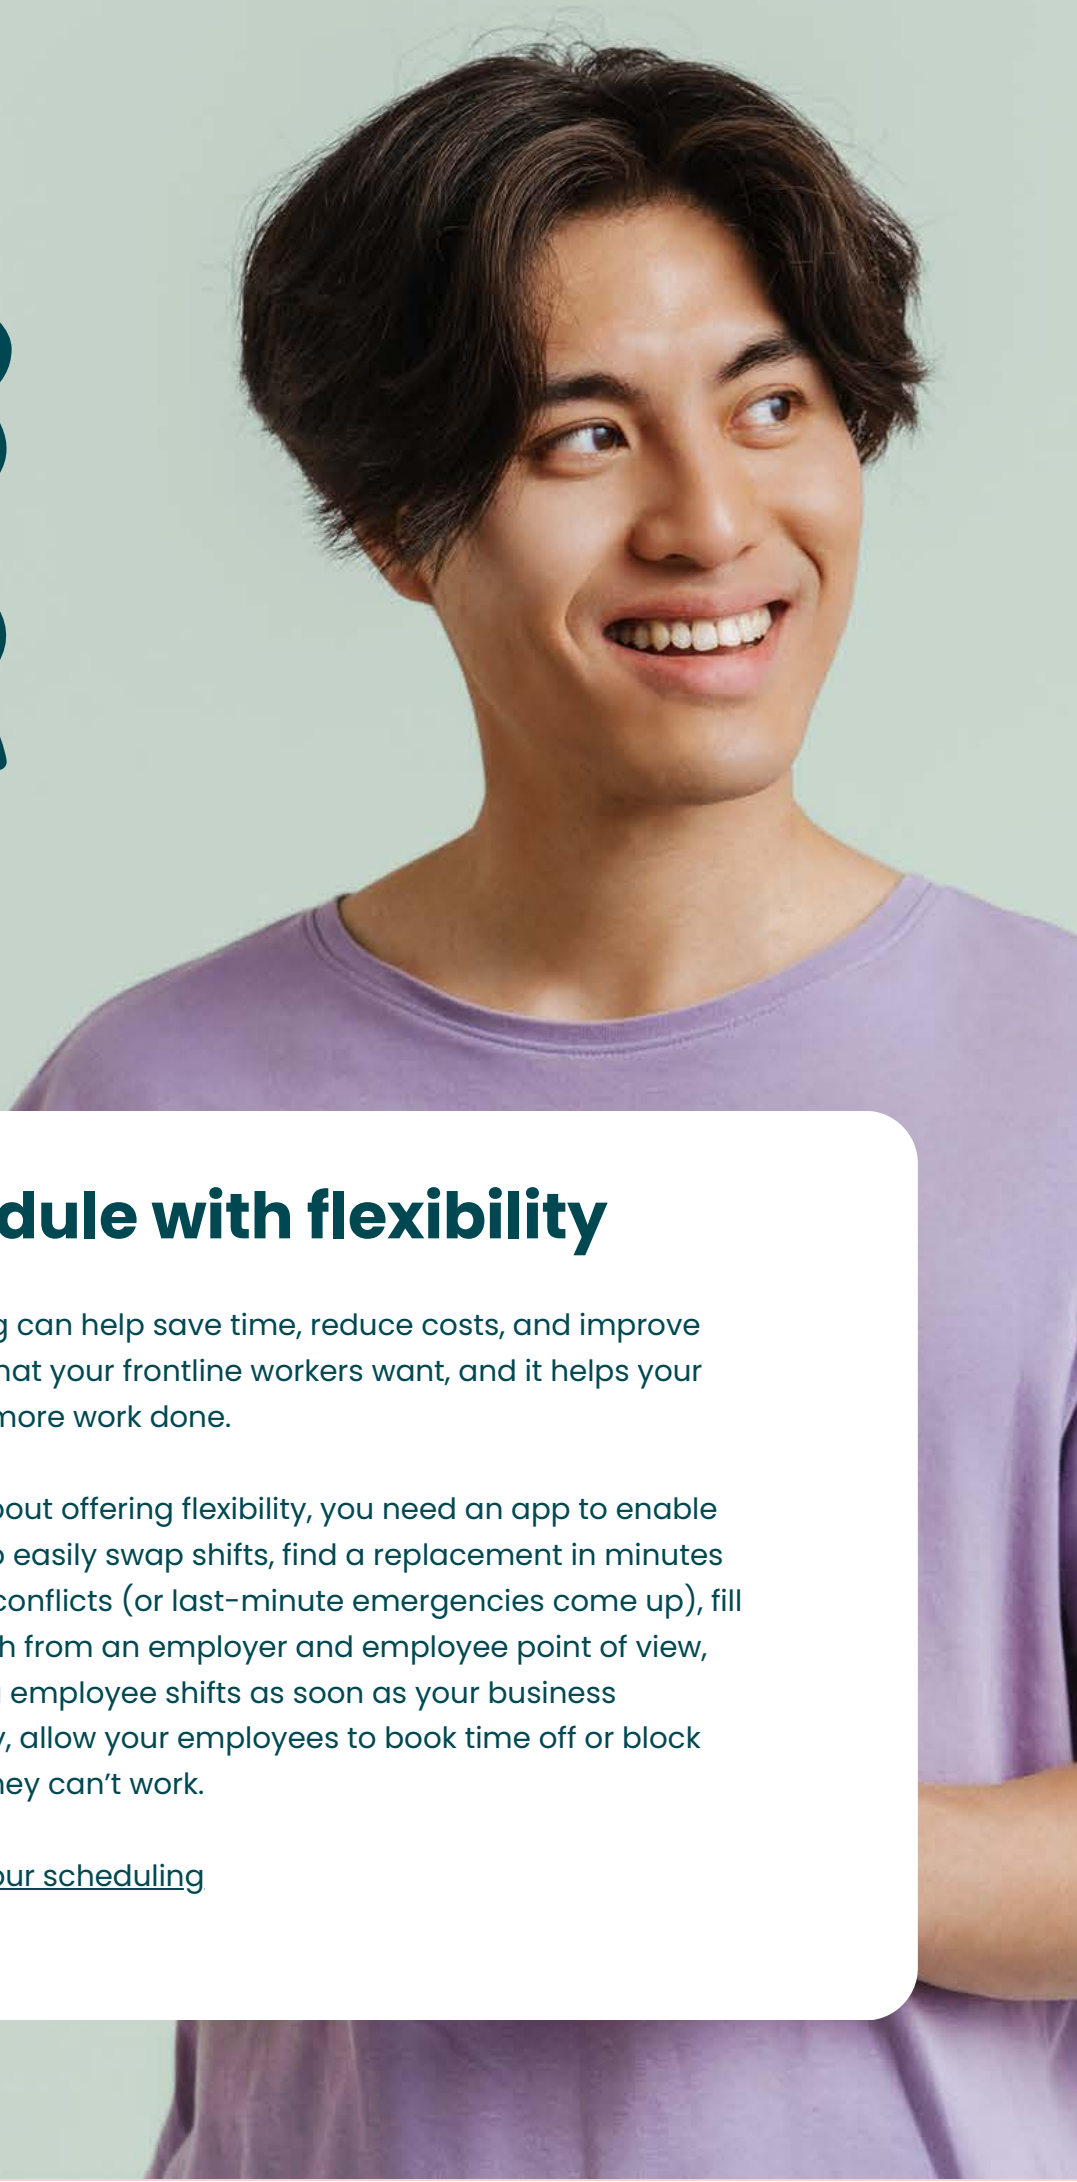 dule with flexibility
can help save time, reduce costs, and improve
your frontline workers want, and it helps your
more work done.
offering flexibility, you need an app to enable
easily swap shifts, find a replacement in minutes
conflicts (or last-minute emergencies come up), fill
from an employer and employee point of view,
employee shifts as soon as your business
allow your employees to book time off or block
can't work.
our scheduling